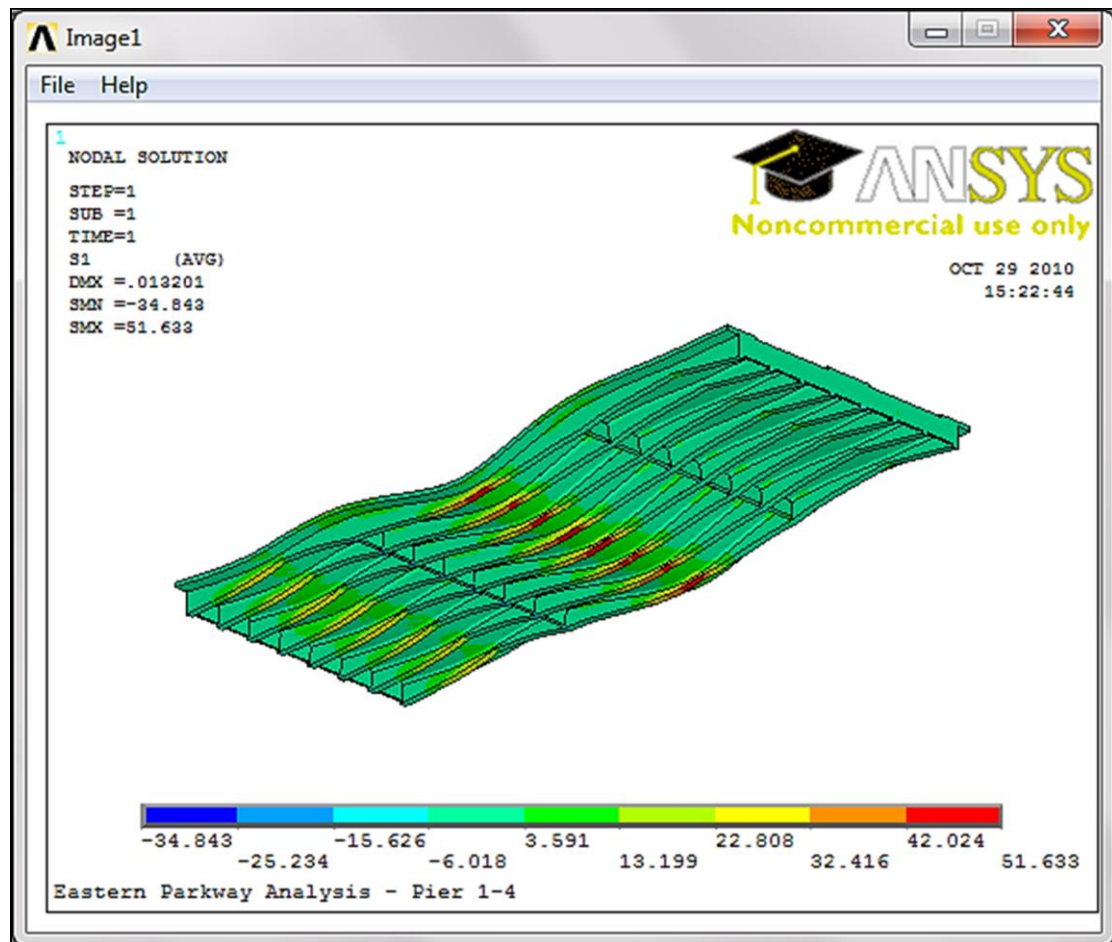 Image1
File Help
1
NODAL SOLUTION
STEP=1
SUB =1
TIME=1
S1 (AVG)
DMX =.013201
SMN =-34.843
SMX =51.633
ANSYS
Noncommercial use only
OCT 29 2010
15:22:44
-34.843 -15.626 3.591 22.808 42.024
-25.234 -6.018 13.199 32.416 51.633
Eastern Parkway Analysis - Pier 1-4